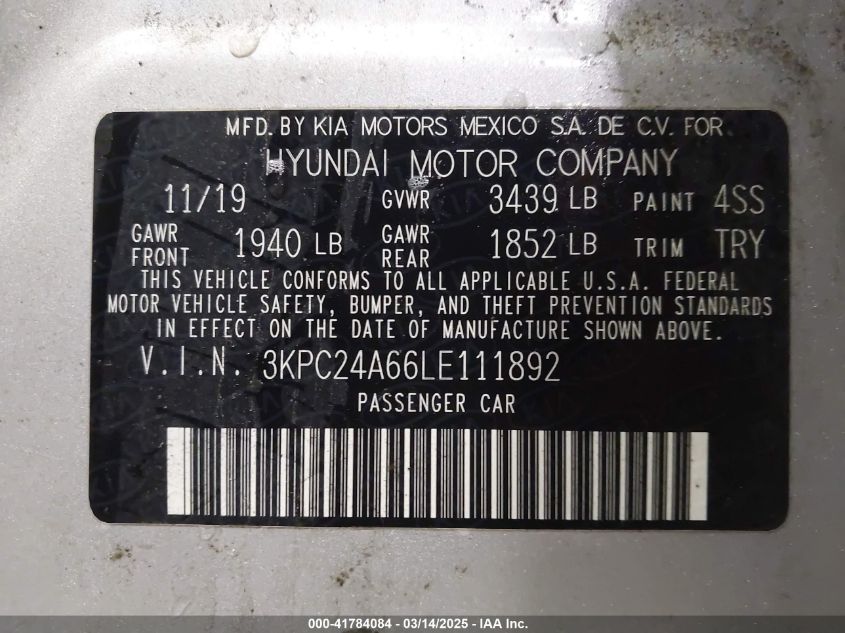 MFD. BY KIA MOTORS MEXICO S.A. DE C.V. FOR
HYUNDAI MOTOR COMPANY
11/19 GVWR 3439 LB PAINT 4SS
GAWR FRONT 1940 LB GAWR REAR 1852 LB TRIM TRY
THIS VEHICLE CONFORMS TO ALL APPLICABLE U.S.A. FEDERAL
MOTOR VEHICLE SAFETY, BUMPER, AND THEFT PREVENTION STANDARDS
IN EFFECT ON THE DATE OF MANUFACTURE SHOWN ABOVE.
V.I.N. 3KPC24A66LE111892
PASSENGER CAR
000-41784084 - 03/14/2025 - IAA Inc.